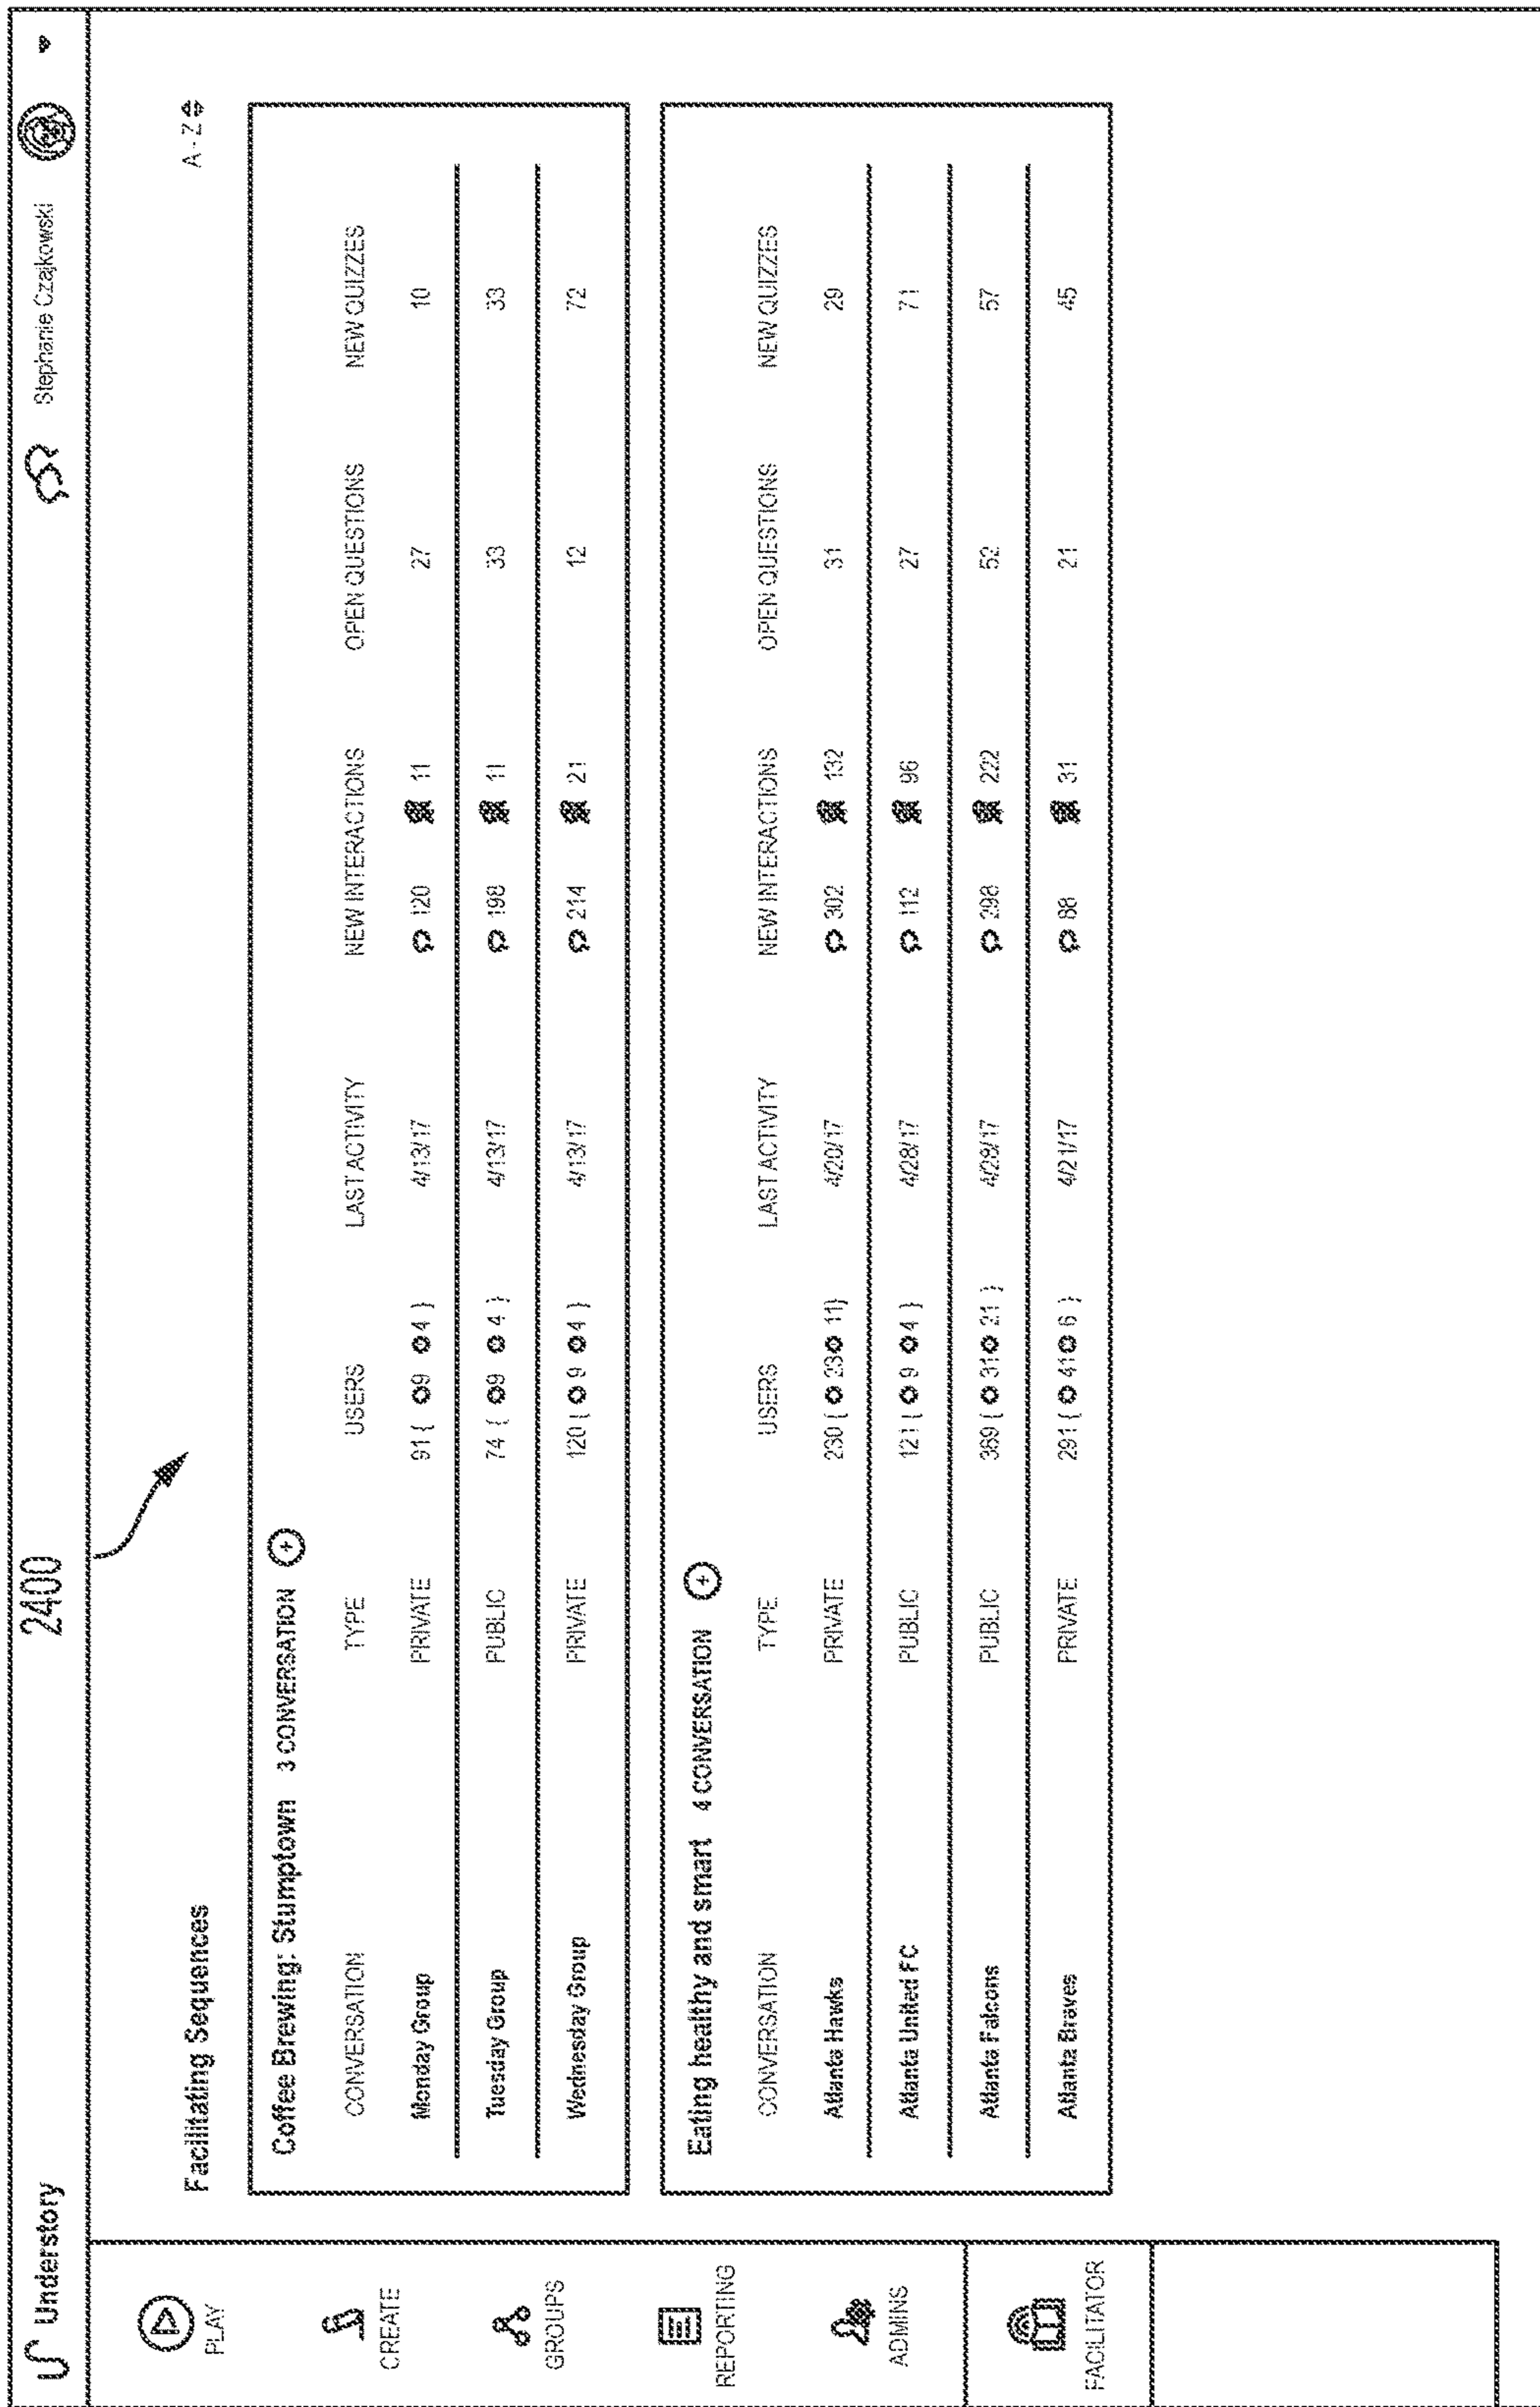 2400
Understory
Stephanie Czajkowski
PLAY
CREATE
GROUPS
REPORTING
ADMINS
FACILITATOR
Facilitating Sequences
A - Z
Coffee Brewing: Stumptown 3 CONVERSATION +
CONVERSATION TYPE USERS LAST ACTIVITY NEW INTERACTIONS OPEN QUESTIONS NEW QUIZZES
Monday Group PRIVATE 91 { 9 4 } 4/13/17 120 11 27 10
Tuesday Group PUBLIC 74 { 9 4 } 4/13/17 198 11 33 33
Wednesday Group PRIVATE 120 { 9 4 } 4/13/17 214 21 12 72
Eating healthy and smart 4 CONVERSATION +
CONVERSATION TYPE USERS LAST ACTIVITY NEW INTERACTIONS OPEN QUESTIONS NEW QUIZZES
Atlanta Hawks PRIVATE 230 { 23 11} 4/20/17 302 132 31 29
Atlanta United FC PUBLIC 121 { 9 4 } 4/28/17 112 96 27 71
Atlanta Falcons PUBLIC 389 { 31 21 } 4/28/17 298 222 52 57
Atlanta Braves PRIVATE 291 { 41 6 } 4/21/17 88 31 21 45